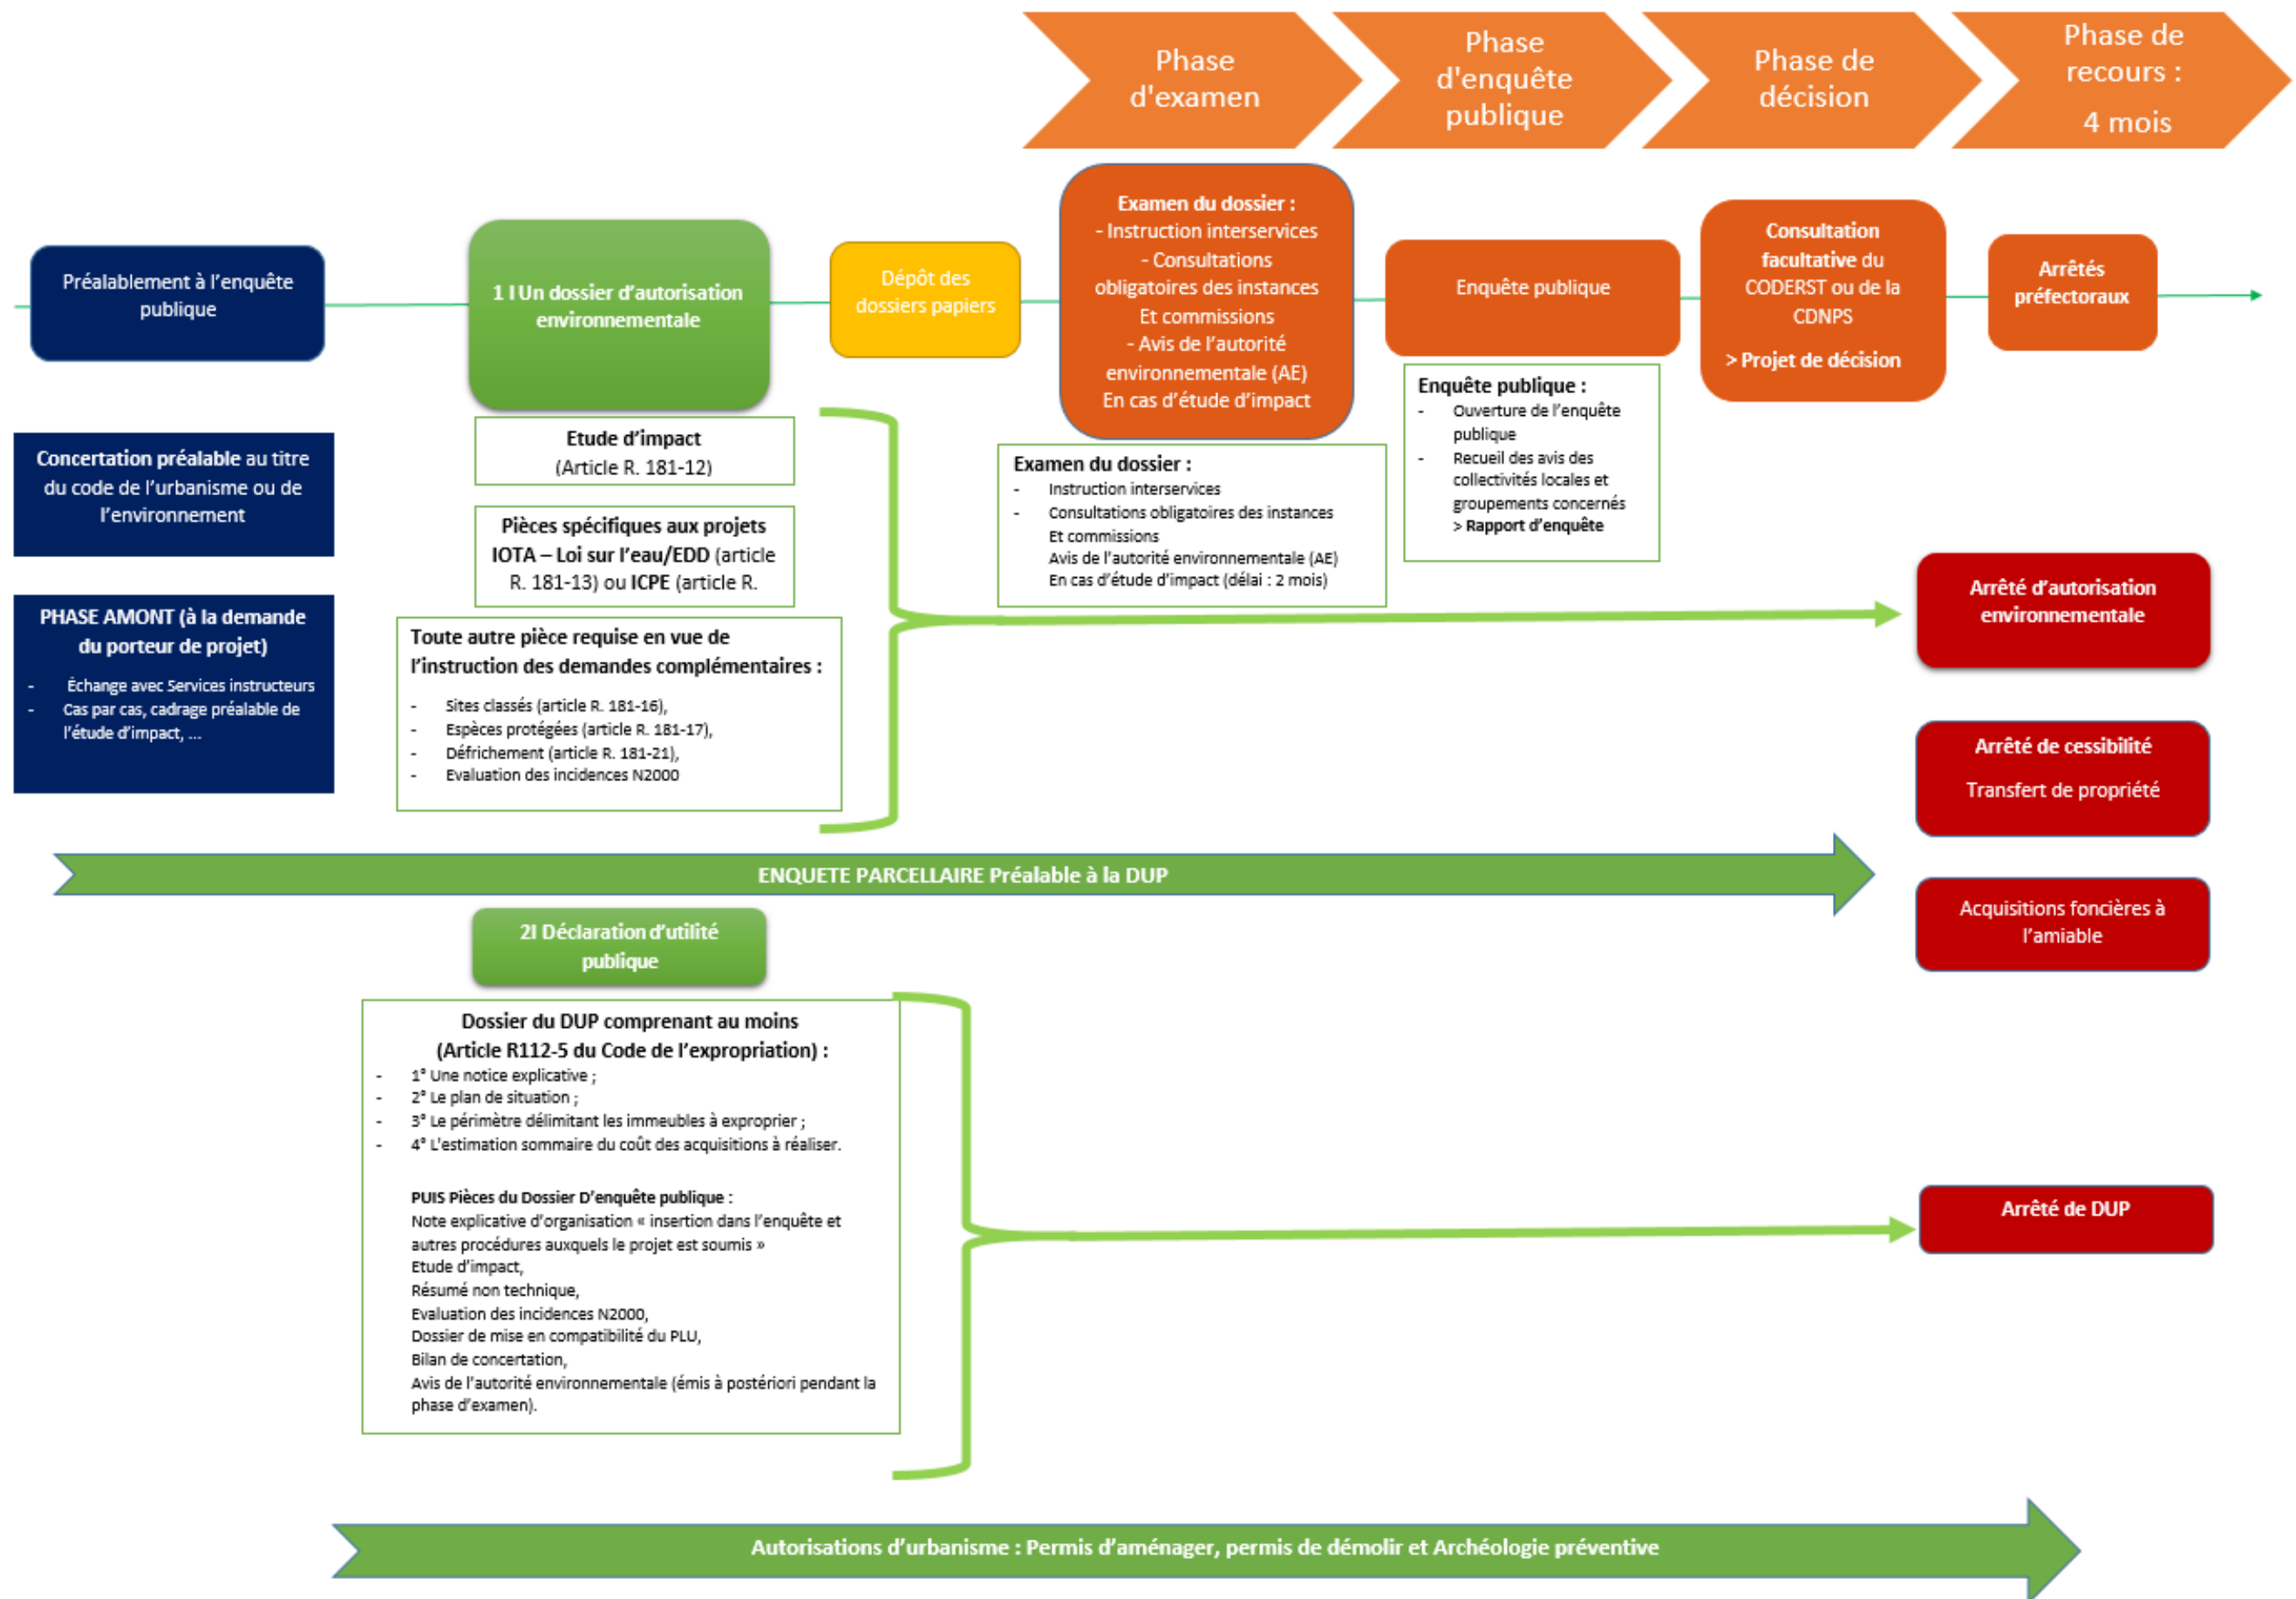 Phase
d'examen
Phase
d'enquête
publique
Phase de
décision
Phase de
recours :
4 mois
Préalablement à l'enquête
publique
1 I Un dossier d'autorisation
environnementale
Dépôt des
dossiers papiers
Examen du dossier :
- Instruction interservices
- Consultations
obligatoires des instances
Et commissions
- Avis de l'autorité
environnementale (AE)
En cas d'étude d'impact
Enquête publique
Consultation
facultative du
CODERST ou de la
CDNPS
> Projet de décision
Arrêtés
préfectoraux
Concertation préalable au titre
du code de l'urbanisme ou de
l'environnement
PHASE AMONT (à la demande
du porteur de projet)
- Échange avec Services instructeurs
- Cas par cas, cadrage préalable de
l'étude d'impact, ...
Etude d'impact
(Article R. 181-12)
Pièces spécifiques aux projets
IOTA – Loi sur l'eau/EDD (article
R. 181-13) ou ICPE (article R.
Toute autre pièce requise en vue de
l'instruction des demandes complémentaires :
- Sites classés (article R. 181-16),
- Espèces protégées (article R. 181-17),
- Défrichement (article R. 181-21),
- Evaluation des incidences N2000
Examen du dossier :
- Instruction interservices
- Consultations obligatoires des instances
Et commissions
Avis de l'autorité environnementale (AE)
En cas d'étude d'impact (délai : 2 mois)
Enquête publique :
- Ouverture de l'enquête
publique
- Recueil des avis des
collectivités locales et
groupements concernés
> Rapport d'enquête
Arrêté d'autorisation
environnementale
Arrêté de cessibilité
Transfert de propriété
ENQUETE PARCELLAIRE Préalable à la DUP
Acquisitions foncières à
l'amiable
2I Déclaration d'utilité
publique
Dossier du DUP comprenant au moins
(Article R112-5 du Code de l'expropriation) :
- 1° Une notice explicative ;
- 2° Le plan de situation ;
- 3° Le périmètre délimitant les immeubles à exproprier ;
- 4° L'estimation sommaire du coût des acquisitions à réaliser.
PUIS Pièces du Dossier D'enquête publique :
Note explicative d'organisation « insertion dans l'enquête et
autres procédures auxquels le projet est soumis »
Etude d'impact,
Résumé non technique,
Evaluation des incidences N2000,
Dossier de mise en compatibilité du PLU,
Bilan de concertation,
Avis de l'autorité environnementale (émis à postériori pendant la
phase d'examen).
Arrêté de DUP
Autorisations d'urbanisme : Permis d'aménager, permis de démolir et Archéologie préventive